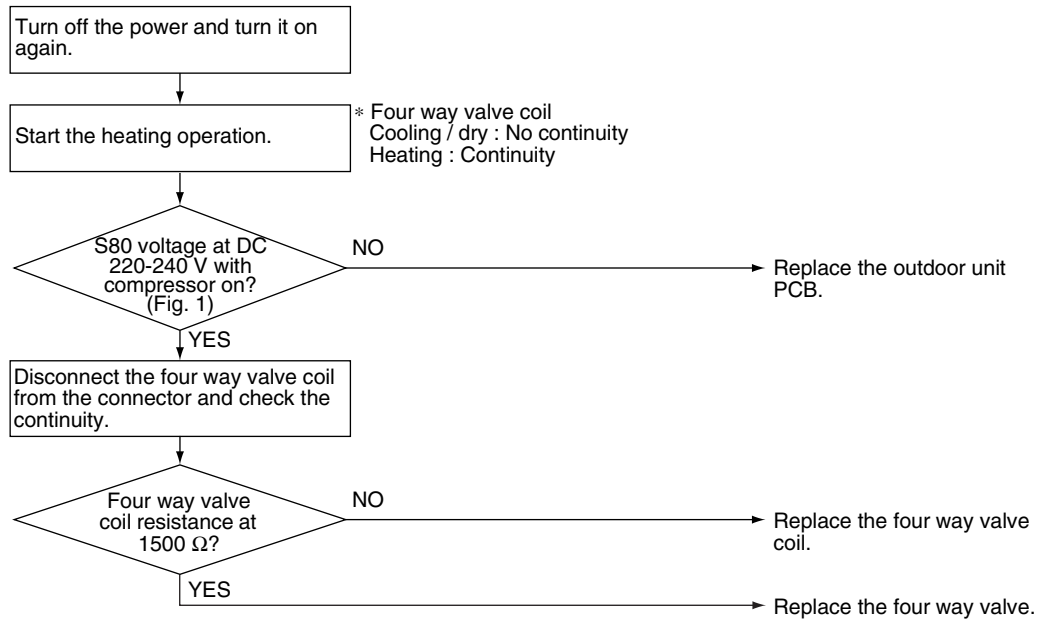 Turn off the power and turn it on
again.
Start the heating operation.
* Four way valve coil
Cooling / dry : No continuity
Heating : Continuity
S80 voltage at DC
220-240 V with
compressor on?
(Fig. 1)
NO
Replace the outdoor unit
PCB.
YES
Disconnect the four way valve coil
from the connector and check the
continuity.
Four way valve
coil resistance at
1500 Ω?
NO
Replace the four way valve
coil.
YES
Replace the four way valve.